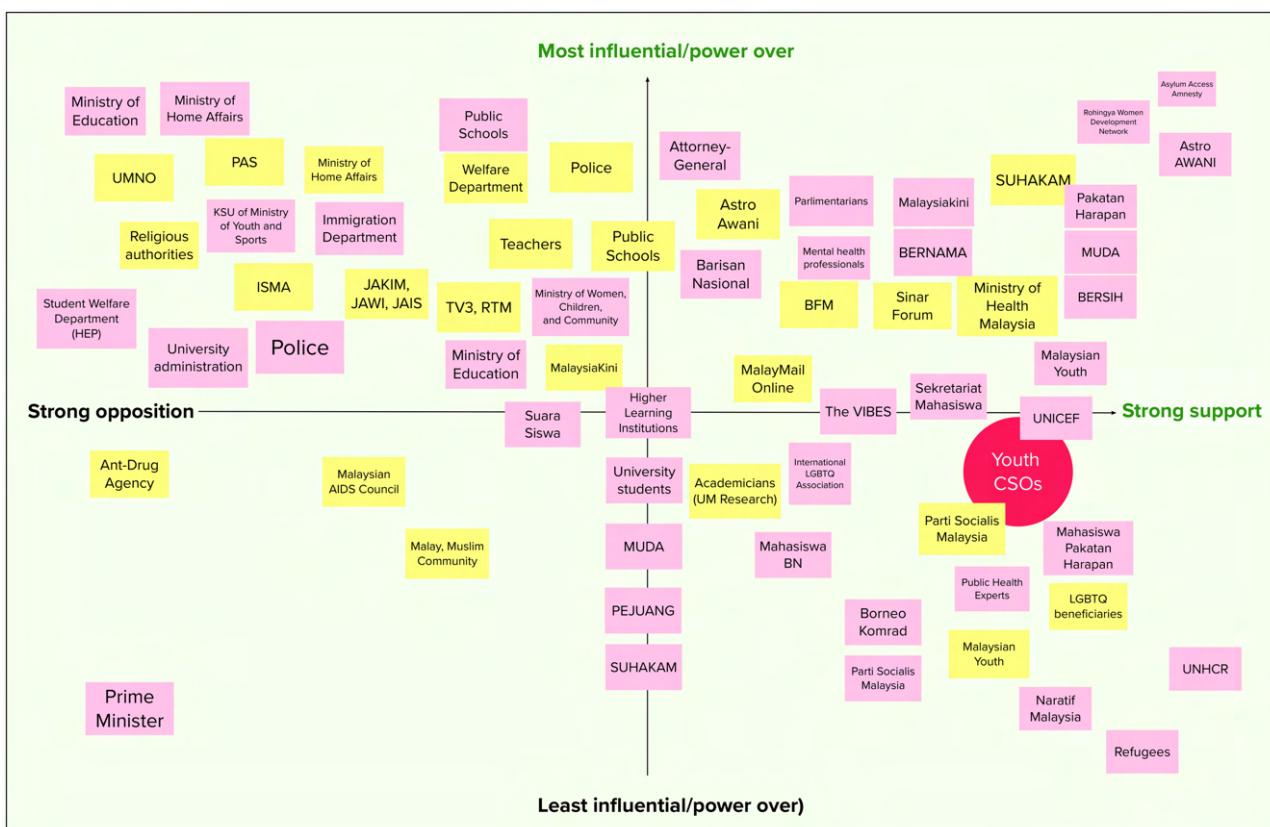 Most influential/power over
Ministry of
Education
Ministry of
Home Affairs
Public
Schools
Attorney-
General
Asylum Access
Amnesty
Rohingya Women
Development
Network
Astro
AWANI
UMNO
PAS
Ministry of
Home Affairs
Welfare
Department
Police
Astro
Awani
Parlimentarians
Malaysiakini
SUHAKAM
Pakatan
Harapan
Religious
authorities
KSU of Ministry
of Youth and
Sports
Immigration
Department
Teachers
Public
Schools
Barisan
Nasional
Mental health
professionals
BERNAMA
MUDA
ISMA
JAKIM,
JAWI, JAIS
TV3, RTM
Ministry of Women,
Children,
and Community
BFM
Sinar
Forum
Ministry of
Health
Malaysia
BERSIH
Student Welfare
Department
(HEP)
University
administration
Police
Ministry of
Education
MalaysiaKini
MalayMail
Online
Malaysian
Youth
Strong opposition
Suara
Siswa
Higher
Learning
Institutions
The VIBES
Sekretariat
Mahasiswa
UNICEF
Strong support
Ant-Drug
Agency
Malaysian
AIDS Council
University
students
Academicians
(UM Research)
International
LGBTQ
Association
Youth
CSOs
Malay, Muslim
Community
MUDA
Mahasiswa
BN
Parti Socialis
Malaysia
Mahasiswa
Pakatan
Harapan
PEJUANG
Borneo
Komrad
Public Health
Experts
LGBTQ
beneficiaries
SUHAKAM
Parti Socialis
Malaysia
Malaysian
Youth
UNHCR
Prime
Minister
Naratif
Malaysia
Refugees
Least influential/power over)